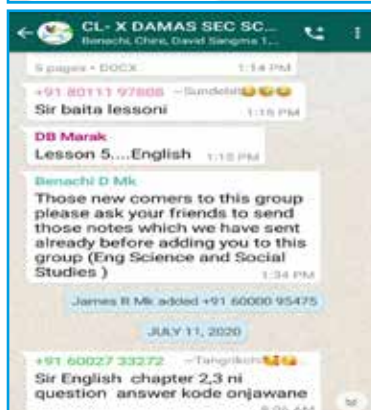 CL- X DAMAS SEC SC...
Benachi, Chire, David Sangma 1...
5 pages • DOCX 1:14 PM
+91 80111 97808 ~Sundebh
Sir baita lessoni 1:15 PM
DB Marak
Lesson 5....English 1:15 PM
Benachi D Mk
Those new comers to this group
please ask your friends to send
those notes which we have sent
already before adding you to this
group (Eng Science and Social
Studies ) 1:34 PM
James R Mk added +91 60000 95475
JULY 11, 2020
+91 60027 33272
Sir English chapter 2,3 ni
question answer kode onjawane